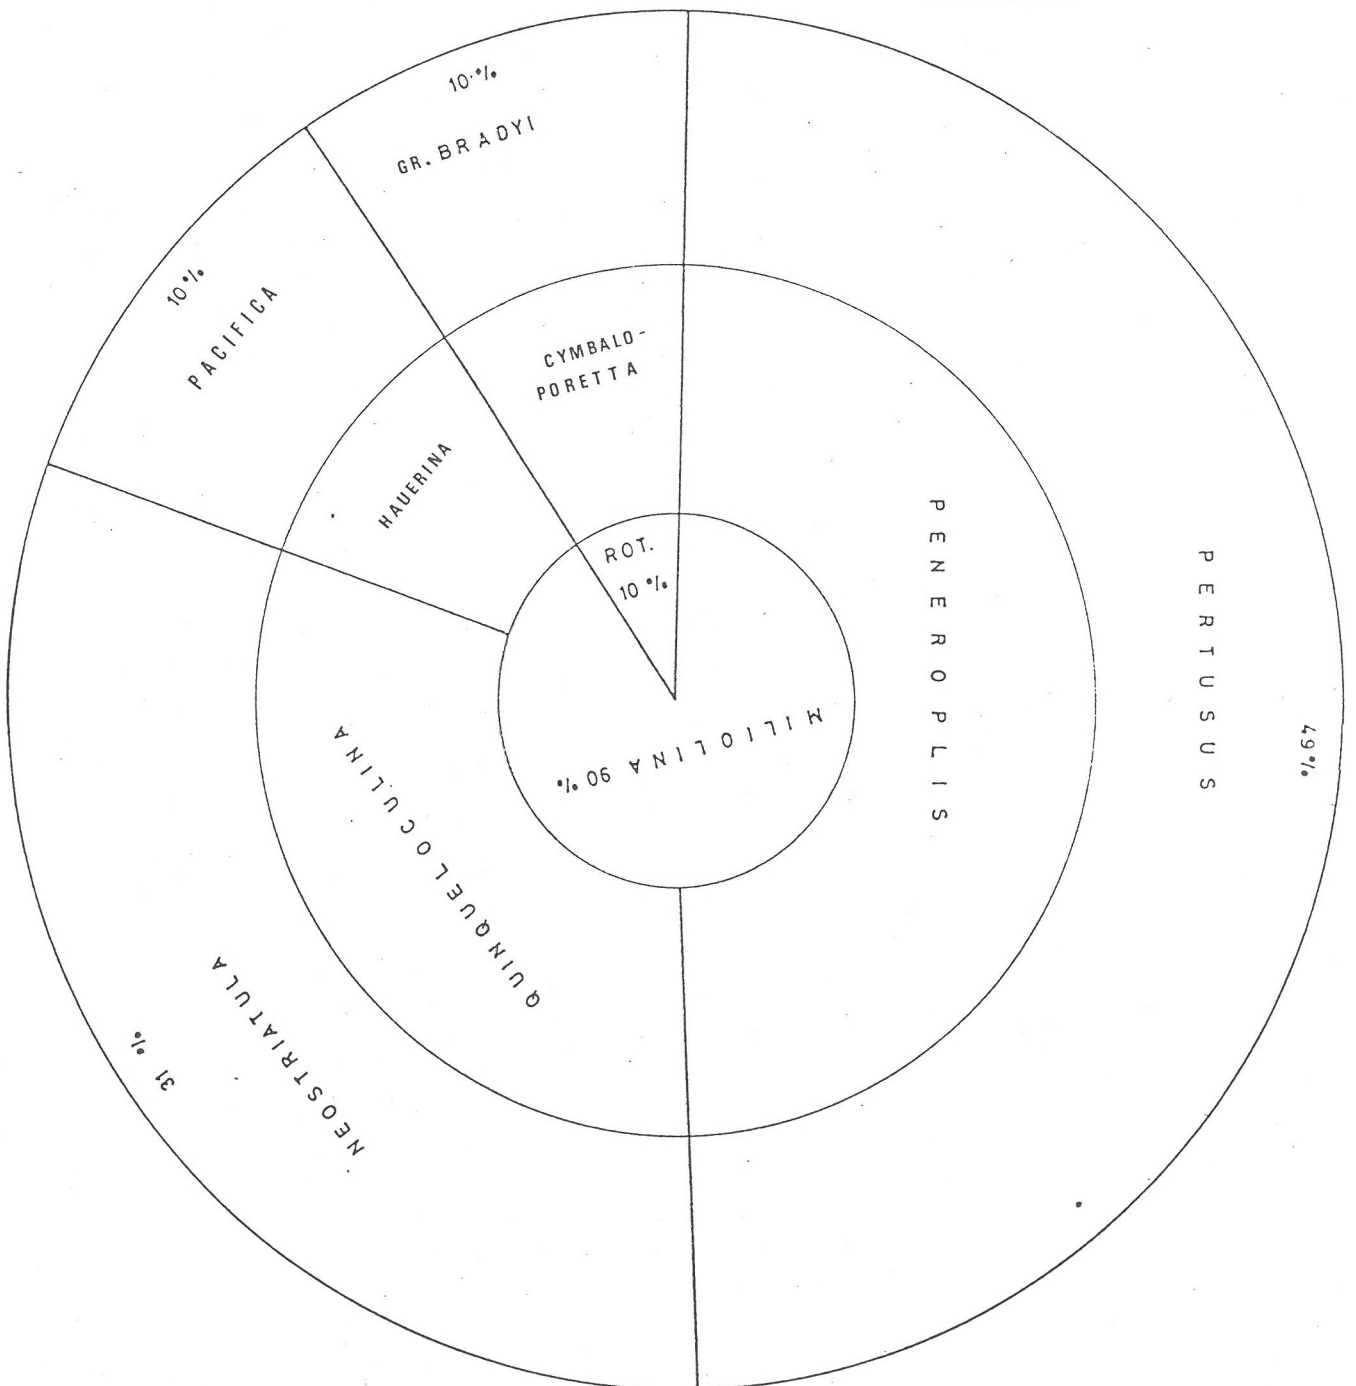 10 %
GR. BRADYI
10 %
PACIFICA
CYMBALO-
PORETTA
HAUERINA
ROT.
10 %
MILIOLINA 90 %
PENEROPLIS
PERTUSUS
49 %
QUINQUELOCULINA
NEOSTRIATULA
31 %